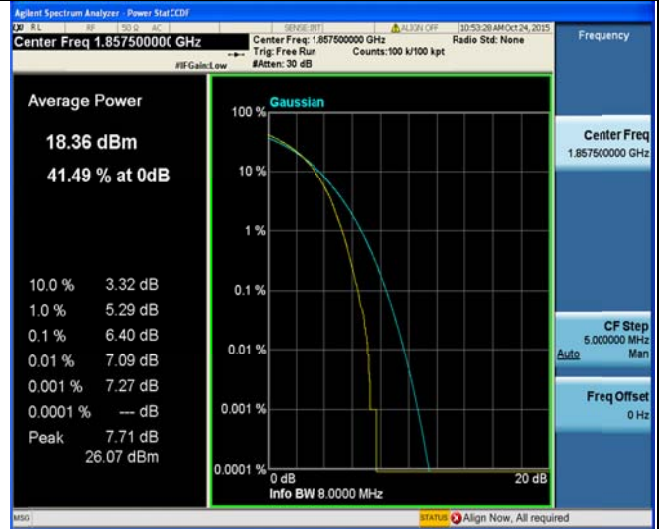 Agilent Spectrum Analyzer - Power Stat CCDF
RL RF 50 Ω AC SENSE:INT ALIGN OFF 10:53:28 AM Oct 24, 2015
Center Freq 1.857500000 GHz
Center Freq: 1.857500000 GHz Radio Std: None
Trig: Free Run Counts:100 k/100 kpt
#IFGain:Low #Atten: 30 dB
Frequency
Average Power
18.36 dBm
41.49 % at 0dB
10.0 % 3.32 dB
1.0 % 5.29 dB
0.1 % 6.40 dB
0.01 % 7.09 dB
0.001 % 7.27 dB
0.0001 % --- dB
Peak 7.71 dB
26.07 dBm
Gaussian
100 %
10 %
1 %
0.1 %
0.01 %
0.001 %
0.0001 %
0 dB 20 dB
Info BW 8.0000 MHz
Center Freq
1.857500000 GHz
CF Step
5.000000 MHz
Auto Man
Freq Offset
0 Hz
MSG STATUS Align Now, All required